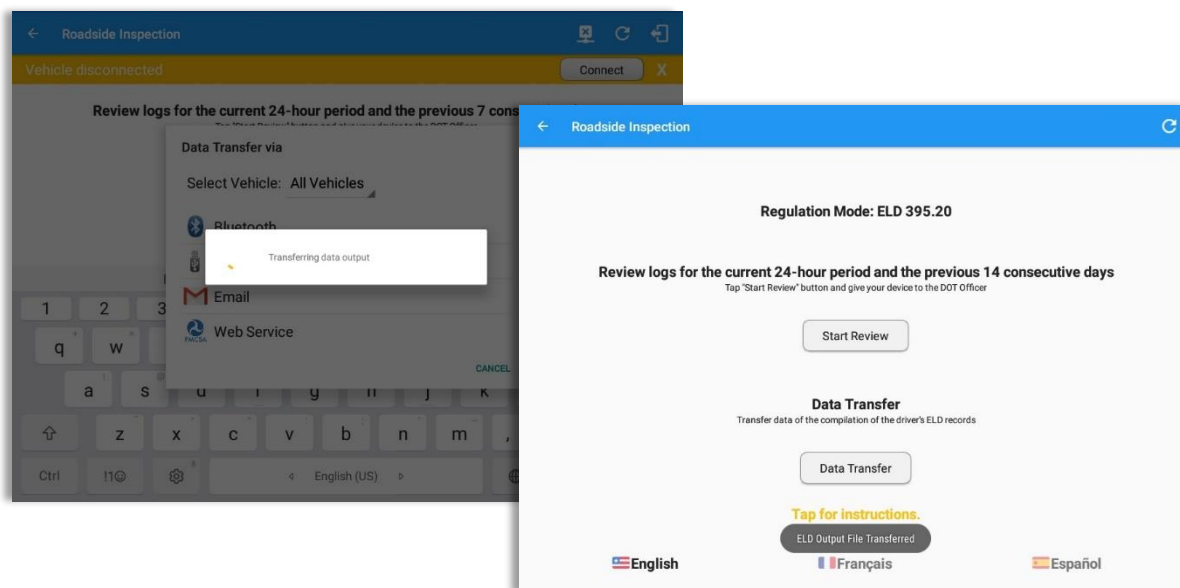 Roadside Inspection
Vehicle disconnected
Connect
X
Review logs for the current 24-hour period and the previous 7
Data Transfer via
Select Vehicle: All Vehicles
Bluetooth
Transferring data output
Email
FMCSA
Web Service
CANCEL
1 2 3
q w
a s
z x c v b n m ,
Ctrl !1☺ English (US)
Roadside Inspection
Regulation Mode: ELD 395.20
Review logs for the current 24-hour period and the previous 14 consecutive days
Tap "Start Review" button and give your device to the DOT Officer
Start Review
Data Transfer
Transfer data of the compilation of the driver's ELD records
Data Transfer
Tap for instructions.
ELD Output File Transferred
English Français Español